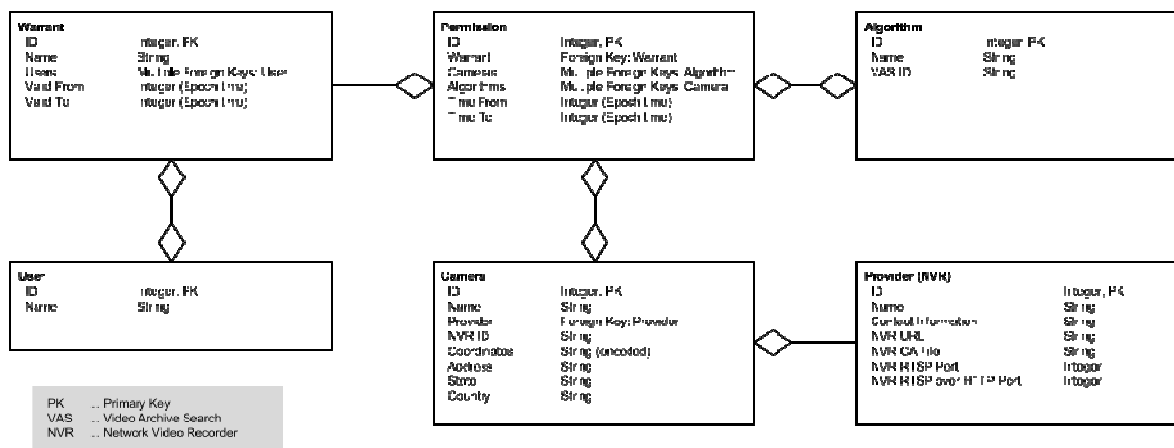 Warrant
ID Integer, PK
Name String
Users Multiple Foreign Keys: User
Valid From Integer (Epoch time)
Valid To Integer (Epoch time)
Permission
ID Integer, PK
Warrant Foreign Key: Warrant
Cameras Multiple Foreign Keys: Algorithm
Algorithms Multiple Foreign Keys: Camera
Time From Integer (Epoch time)
Time To Integer (Epoch time)
Algorithm
ID Integer, PK
Name String
VAS ID String
User
ID Integer, PK
Name String
Camera
ID Integer, PK
Name String
Provider Foreign Key: Provider
NVR ID String
Coordinates String (encoded)
Address String
State String
Country String
Provider (NVR)
ID Integer, PK
Name String
Contact Information String
NVR URL String
NVR CA File String
NVR RTSP Port Integer
NVR RTSP over HTTP Port Integer
PK ... Primary Key
VAS ... Video Archive Search
NVR ... Network Video Recorder